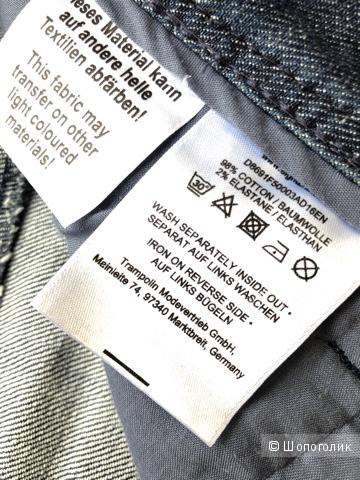 dieses Material kann
auf andere helle
Textilien abfärben!
This fabric may
transfer on other
light coloured
materials!
D8691F50003AD16EN
98% COTTON / BAUMWOLLE
2% ELASTANE / ELASTHAN
30°
WASH SEPARATELY INSIDE OUT •
SEPARAT AUF LINKS WASCHEN
IRON ON REVERSE SIDE •
AUF LINKS BÜGELN
Trampolin Modevertrieb GmbH,
Mainleite 74, 97340 Marktbreit,
Germany
© Шопоголик